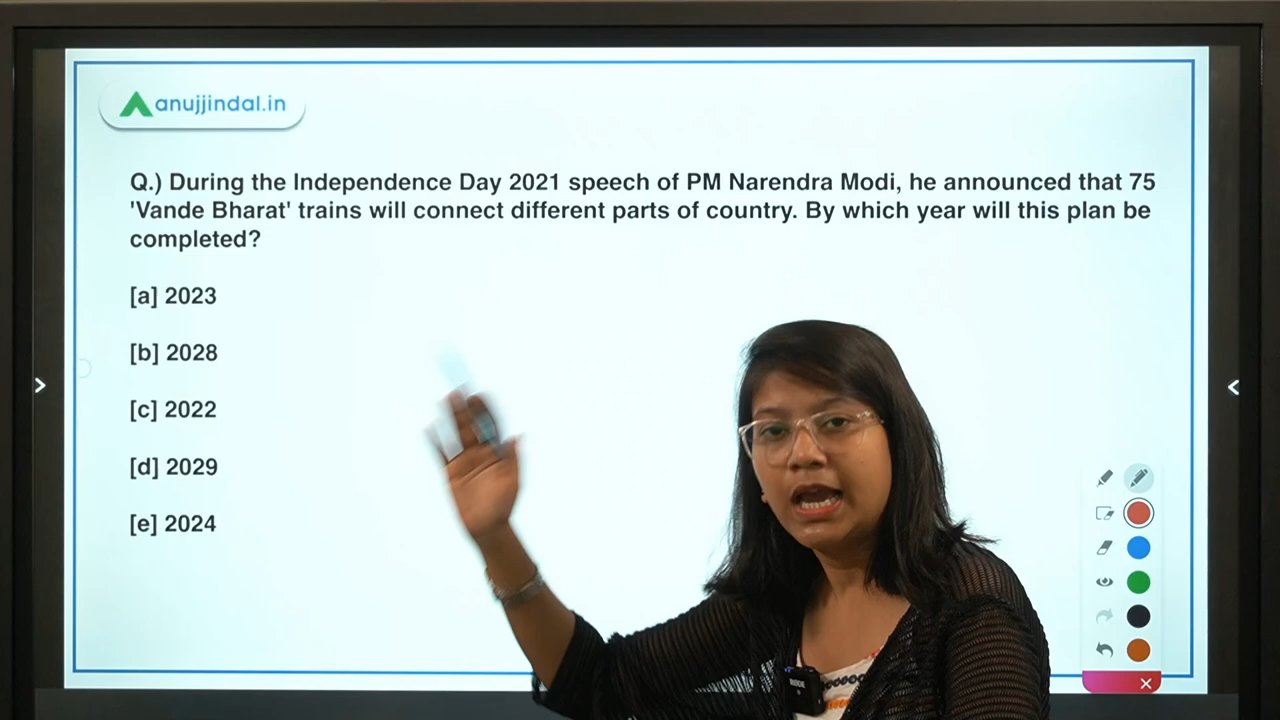 anujjindal.in
Q.) During the Independence Day 2021 speech of PM Narendra Modi, he announced that 75
'Vande Bharat' trains will connect different parts of country. By which year will this plan be
completed?
[a] 2023
[b] 2028
[c] 2022
[d] 2029
[e] 2024